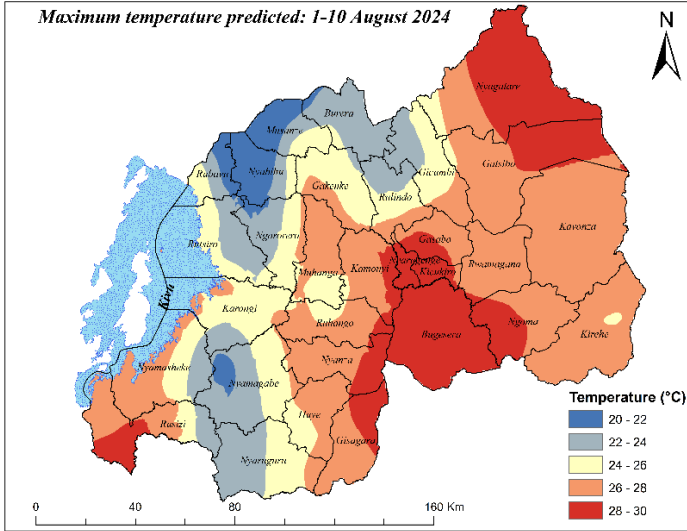 Maximum temperature predicted: 1-10 August 2024
N
Nyagatare
Burera
Musanze
Gatsibo
Rubavu
Nyabihu
Gicumbi
Gakenke
Rulindo
Kayonza
Rutsiro
Ngororero
Gasabo
Nyarugenge
Kicukiro
Rwamagana
Muhanga
Kamonyi
Kivu
Karongi
Ruhango
Bugesera
Ngoma
Kirehe
Nyamasheke
Nyanza
Nyamagabe
Huye
Rusizi
Gisagara
Nyaruguru
Temperature (°C)
20 - 22
22 - 24
24 - 26
26 - 28
28 - 30
0 40 80 160 Km